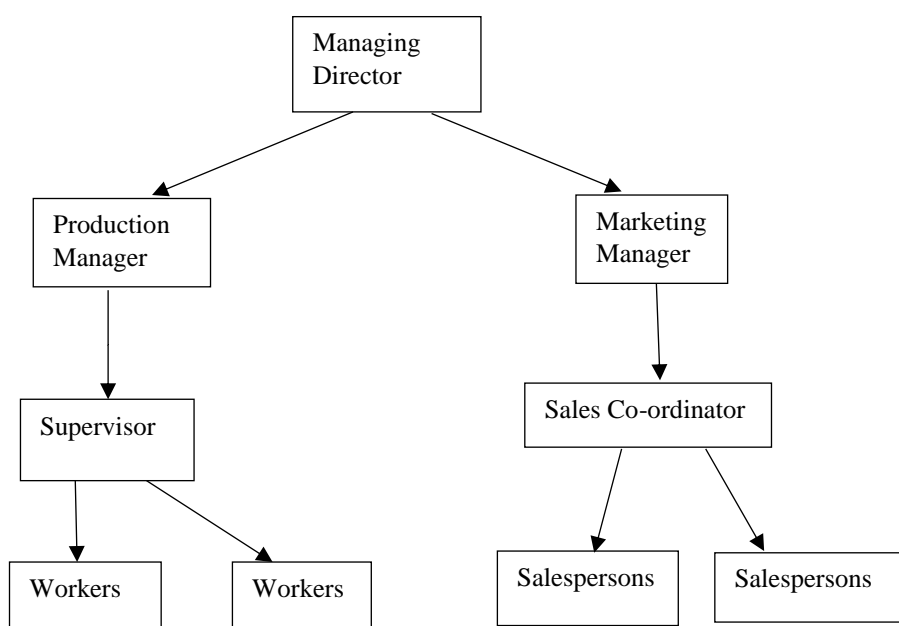 Managing
Director
Production
Manager
Marketing
Manager
Supervisor
Sales Co-ordinator
Workers
Workers
Salespersons
Salespersons